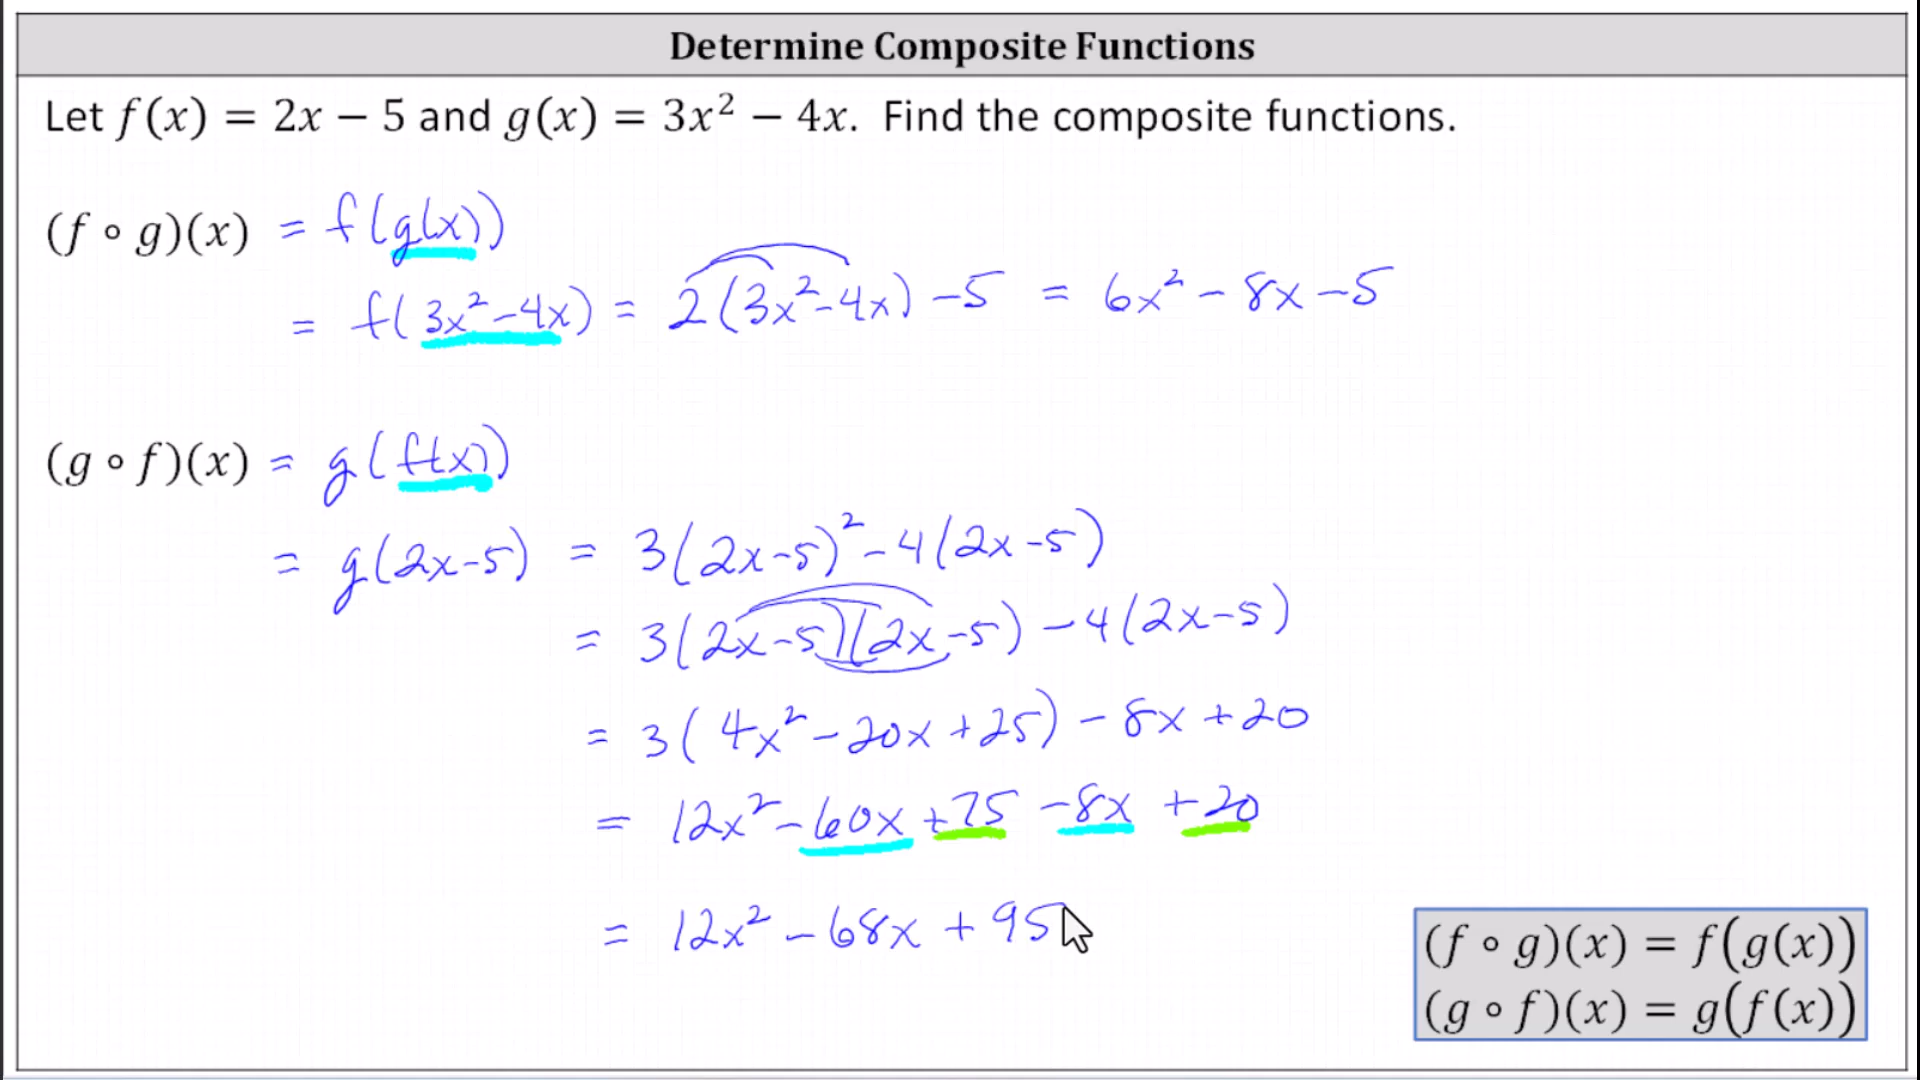 Determine Composite Functions
Let f(x) = 2x − 5 and g(x) = 3x² − 4x. Find the composite functions.
(f ∘ g)(x) = f(g(x))
= f(3x²-4x) = 2(3x²-4x) -5 = 6x² - 8x -5
(g ∘ f)(x) = g(f(x))
= g(2x-5) = 3(2x-5)² - 4(2x-5)
= 3(2x-5)(2x-5) - 4(2x-5)
= 3(4x² - 20x + 25) - 8x + 20
= 12x² - 60x + 75 - 8x + 20
= 12x² - 68x + 95
(f ∘ g)(x) = f(g(x))
(g ∘ f)(x) = g(f(x))